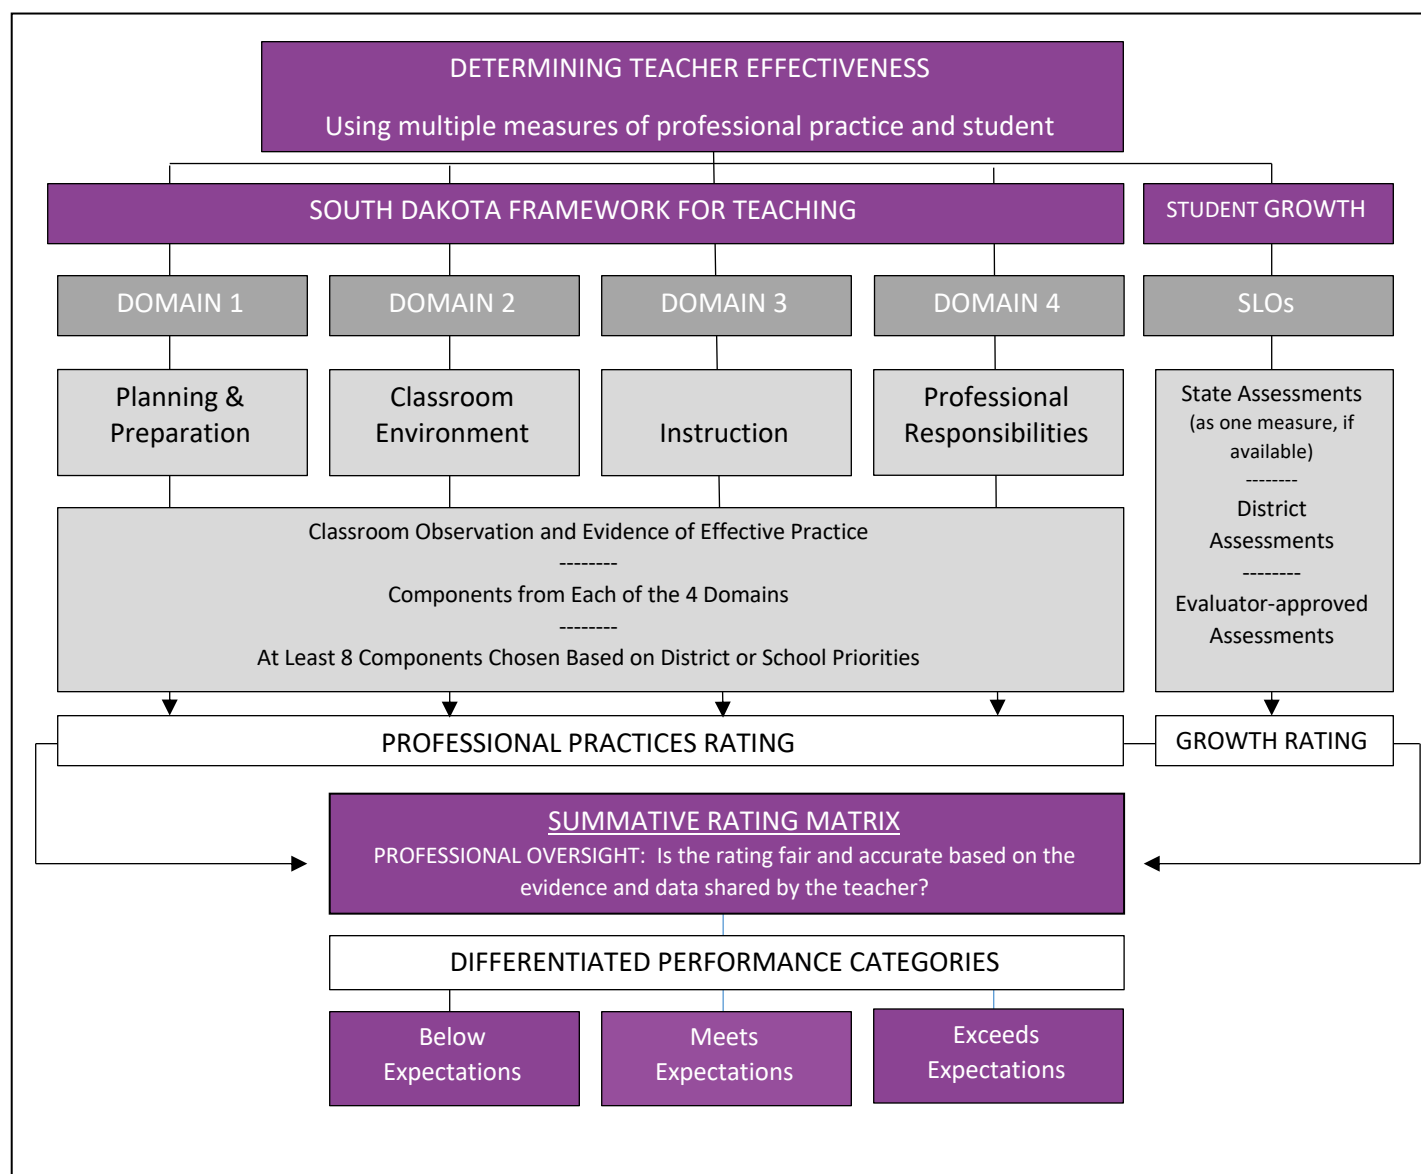 DETERMINING TEACHER EFFECTIVENESS
Using multiple measures of professional practice and student
SOUTH DAKOTA FRAMEWORK FOR TEACHING
STUDENT GROWTH
DOMAIN 1
DOMAIN 2
DOMAIN 3
DOMAIN 4
SLOs
Planning &
Preparation
Classroom
Environment
Instruction
Professional
Responsibilities
State Assessments
(as one measure, if
available)
--------
District
Assessments
--------
Evaluator-approved
Assessments
Classroom Observation and Evidence of Effective Practice
--------
Components from Each of the 4 Domains
--------
At Least 8 Components Chosen Based on District or School Priorities
PROFESSIONAL PRACTICES RATING
GROWTH RATING
SUMMATIVE RATING MATRIX
PROFESSIONAL OVERSIGHT:  Is the rating fair and accurate based on the
evidence and data shared by the teacher?
DIFFERENTIATED PERFORMANCE CATEGORIES
Below
Expectations
Meets
Expectations
Exceeds
Expectations